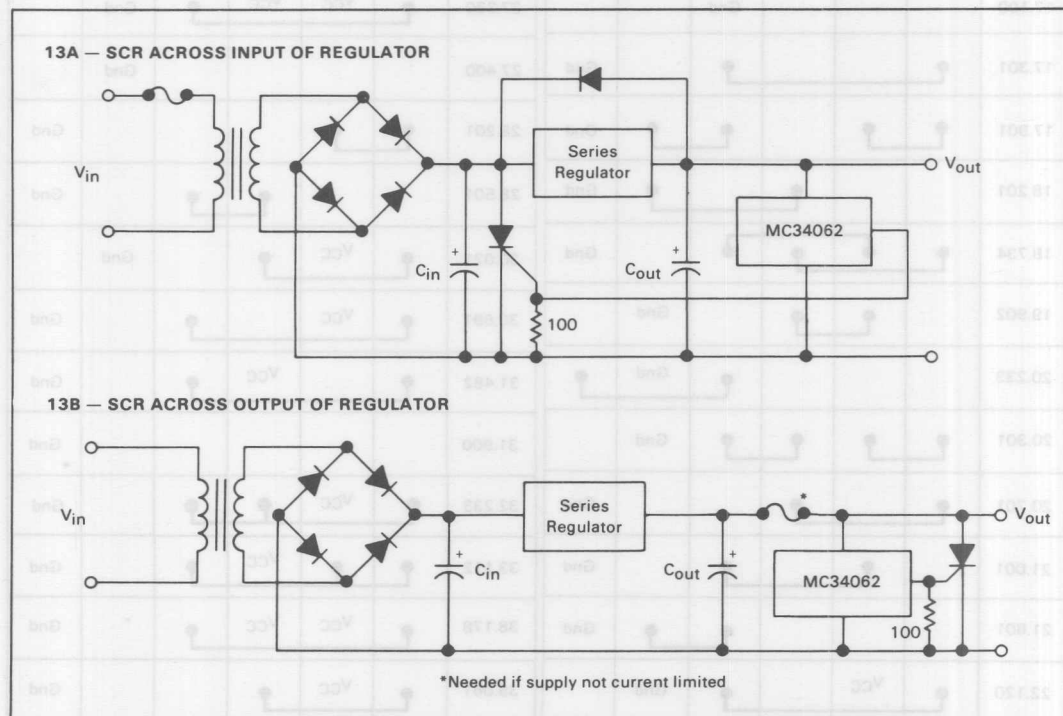 13A — SCR ACROSS INPUT OF REGULATOR
Series
Regulator
Vin
Vout
MC34062
Cin
Cout
100
13B — SCR ACROSS OUTPUT OF REGULATOR
Series
Regulator
*
Vin
Vout
Cin
Cout
MC34062
100
*Needed if supply not current limited